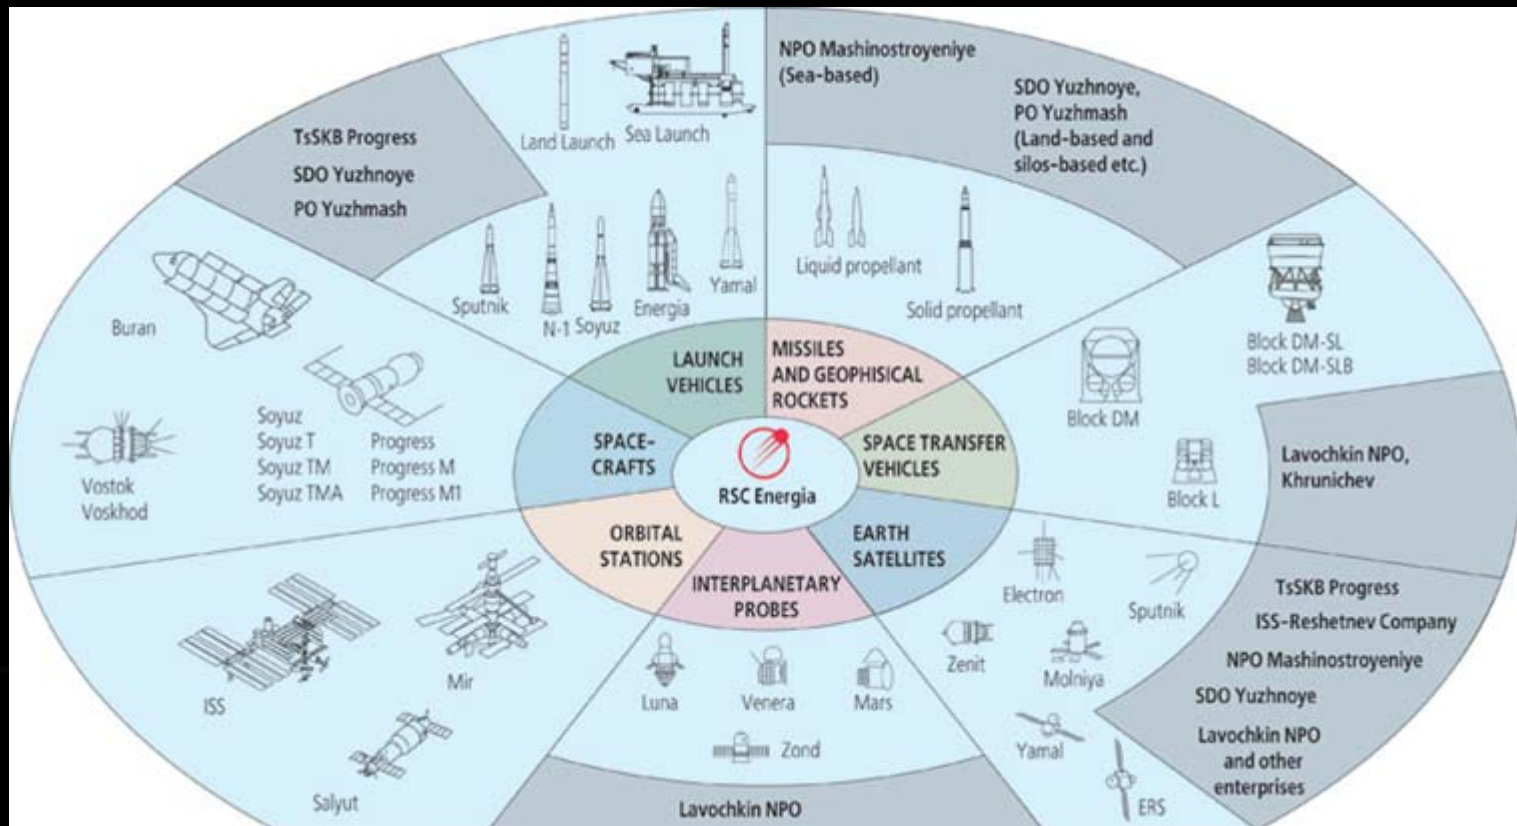 NPO Mashinostroyeniye
(Sea-based)
SDO Yuzhnoye,
PO Yuzhmash
(Land-based and
silos-based etc.)
TsSKB Progress
SDO Yuzhnoye
PO Yuzhmash
Land Launch
Sea Launch
Sputnik
N-1
Soyuz
Energia
Yamal
Liquid propellant
Solid propellant
Buran
Vostok
Voskhod
Soyuz
Soyuz T
Soyuz TM
Soyuz TMA
Progress
Progress M
Progress M1
LAUNCH
VEHICLES
MISSILES
AND GEOPHISICAL
ROCKETS
SPACE-
CRAFTS
SPACE TRANSFER
VEHICLES
RSC Energia
ORBITAL
STATIONS
EARTH
SATELLITES
INTERPLANETARY
PROBES
Block DM-SL
Block DM-SLB
Block DM
Block L
Lavochkin NPO,
Khrunichev
Electron
Sputnik
Zenit
Molniya
Yamal
ERS
TsSKB Progress
ISS-Reshetnev Company
NPO Mashinostroyeniye
SDO Yuzhnoye
Lavochkin NPO
and other
enterprises
ISS
Mir
Salyut
Luna
Venera
Mars
Zond
Lavochkin NPO